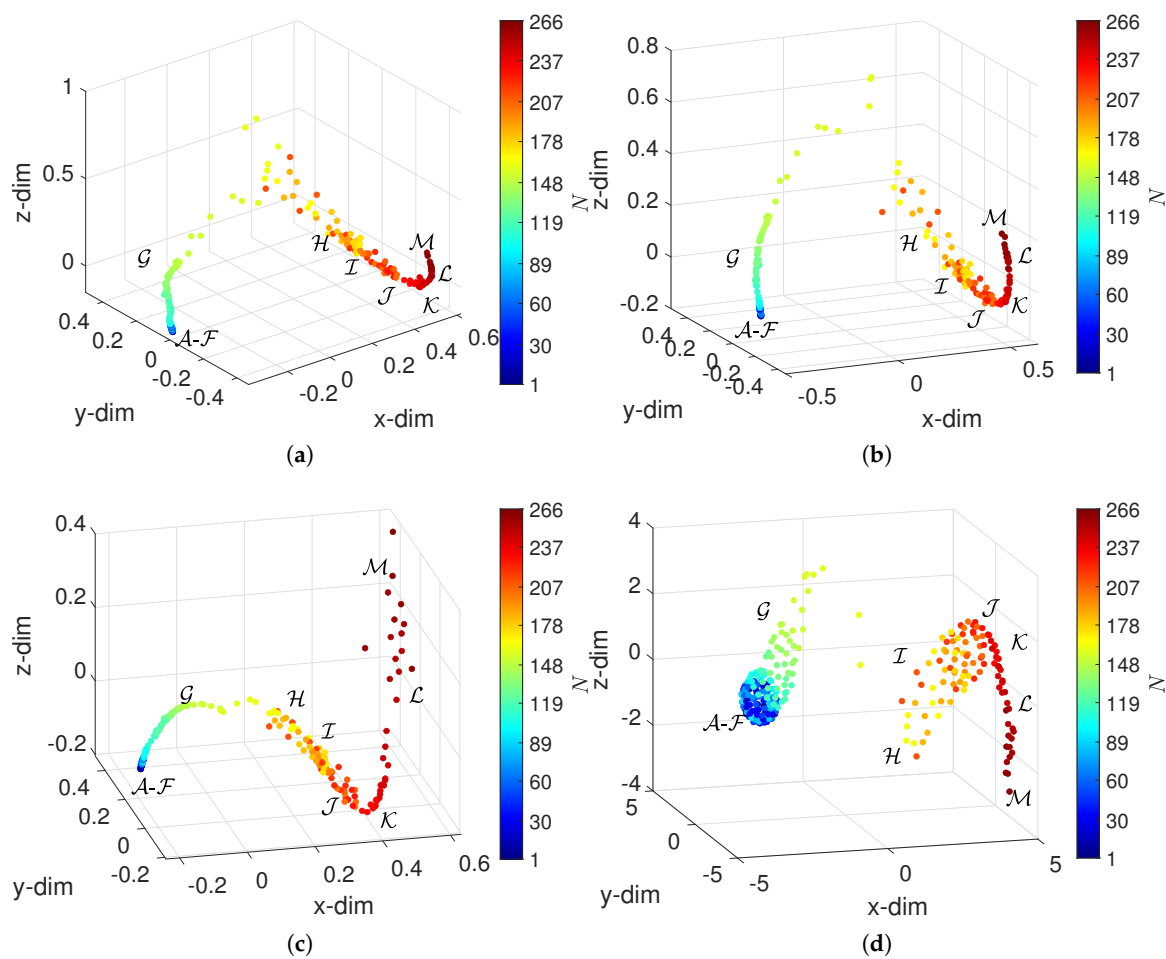 1
0.5
0
z-dim
0.4
0.2
0
-0.2
-0.4
y-dim
-0.2
0
0.2
0.4
0.6
x-dim
𝒢
𝒜-ℱ
ℋ
ℐ
𝒥
𝒦
ℒ
ℳ
266
237
207
178
148
119
89
60
30
1
N
(a)
0.8
0.6
0.4
0.2
0
-0.2
z-dim
0.4
0.2
0
-0.2
-0.4
y-dim
-0.5
0
0.5
x-dim
𝒢
𝒜-ℱ
ℋ
ℐ
𝒥
𝒦
ℒ
ℳ
266
237
207
178
148
119
89
60
30
1
N
(b)
0.4
0.2
0
-0.2
z-dim
0.4
0.2
0
-0.2
y-dim
-0.2
0
0.2
0.4
0.6
x-dim
𝒢
𝒜-ℱ
ℋ
ℐ
𝒥
𝒦
ℒ
ℳ
266
237
207
178
148
119
89
60
30
1
N
(c)
4
2
0
-2
-4
z-dim
5
0
-5
y-dim
-5
0
5
x-dim
𝒢
𝒜-ℱ
ℋ
ℐ
𝒥
𝒦
ℒ
ℳ
266
237
207
178
148
119
89
60
30
1
N
(d)